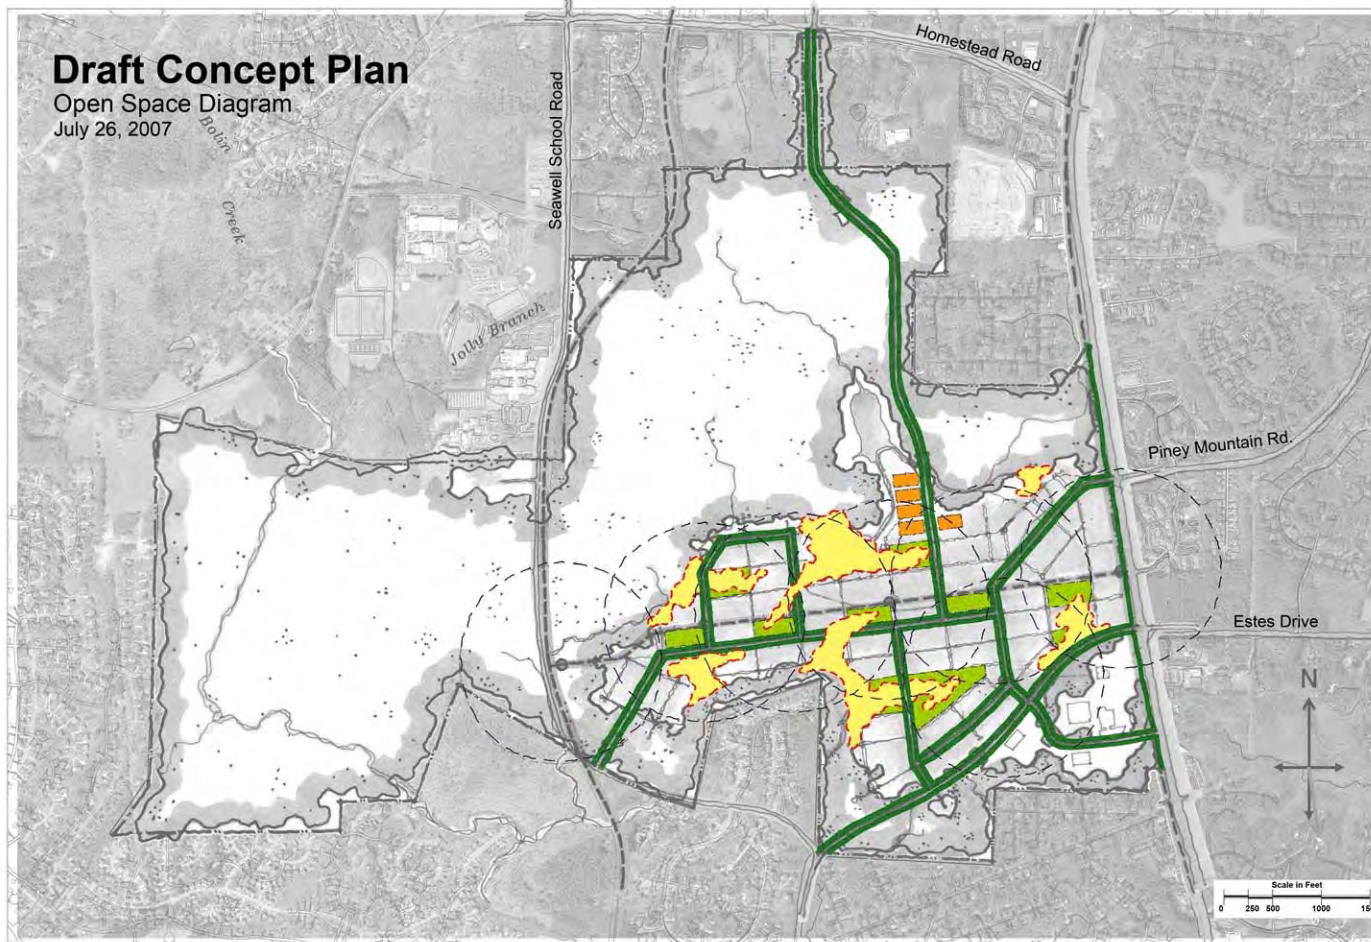 Draft Concept Plan
Open Space Diagram
July 26, 2007
Homestead Road
Seawell School Road
Bolin
Creek
Jolly Branch
Piney Mountain Rd.
Estes Drive
N
Scale in Feet
0 250 500 1000